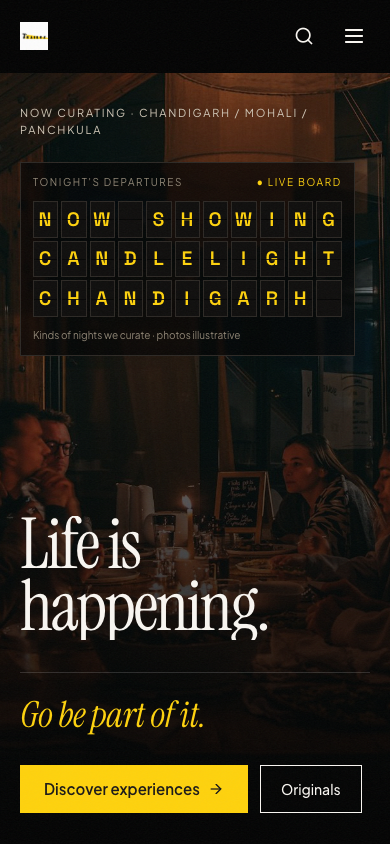 NOW CURATING · CHANDIGARH / MOHALI /
PANCHKULA
TONIGHT'S DEPARTURES
● LIVE BOARD
NOW SHOWING
CANDLELIGHT
CHANDIGARH
Kinds of nights we curate · photos illustrative
Life is
happening.
Go be part of it.
Discover experiences →
Originals